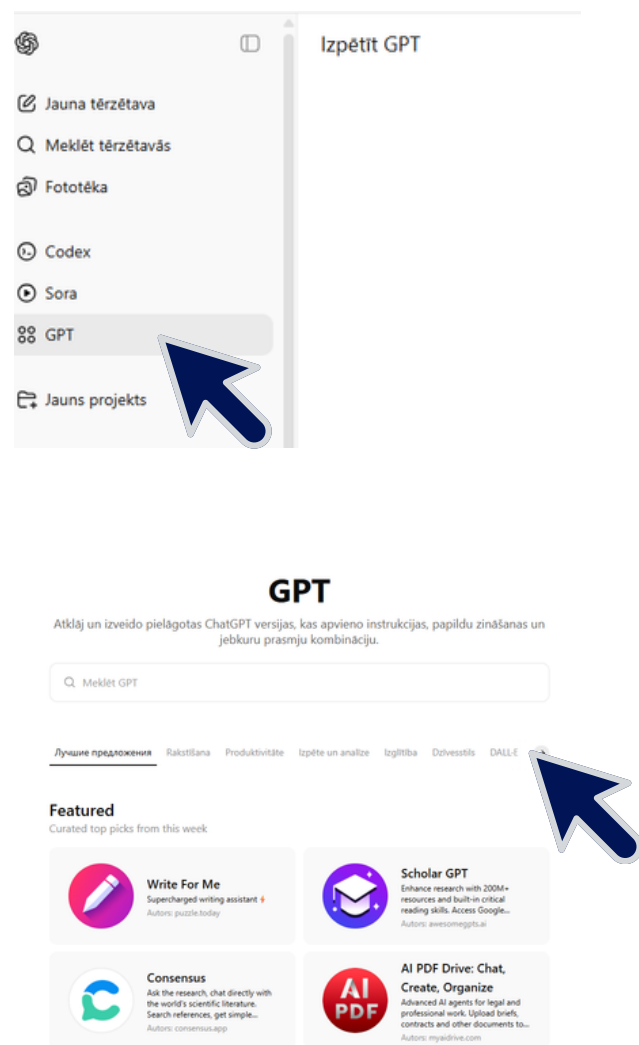 Izpētīt GPT
Jauna tērzētava
Meklēt tērzētavās
Fototēka
Codex
Sora
GPT
Jauns projekts
GPT
Atklāj un izveido pielāgotas ChatGPT versijas, kas apvieno instrukcijas, papildu zināšanas un
jebkuru prasmju kombināciju.
Meklēt GPT
Лучшие предложения Rakstīšana Produktivitāte Izpēte un analīze Izglītība Dzīvesstils DALL·E
Featured
Curated top picks from this week
Write For Me
Supercharged writing assistant
Autors: puzzle.today
Scholar GPT
Enhance research with 200M+
resources and built-in critical
reading skills. Access Google...
Autors: awesomegpts.ai
Consensus
Ask the research, chat directly with
the world's scientific literature.
Search references, get simple...
Autors: consensus.app
AI
PDF
AI PDF Drive: Chat,
Create, Organize
Advanced AI agents for legal and
professional work. Upload briefs,
contracts and other documents to...
Autors: myaidrive.com